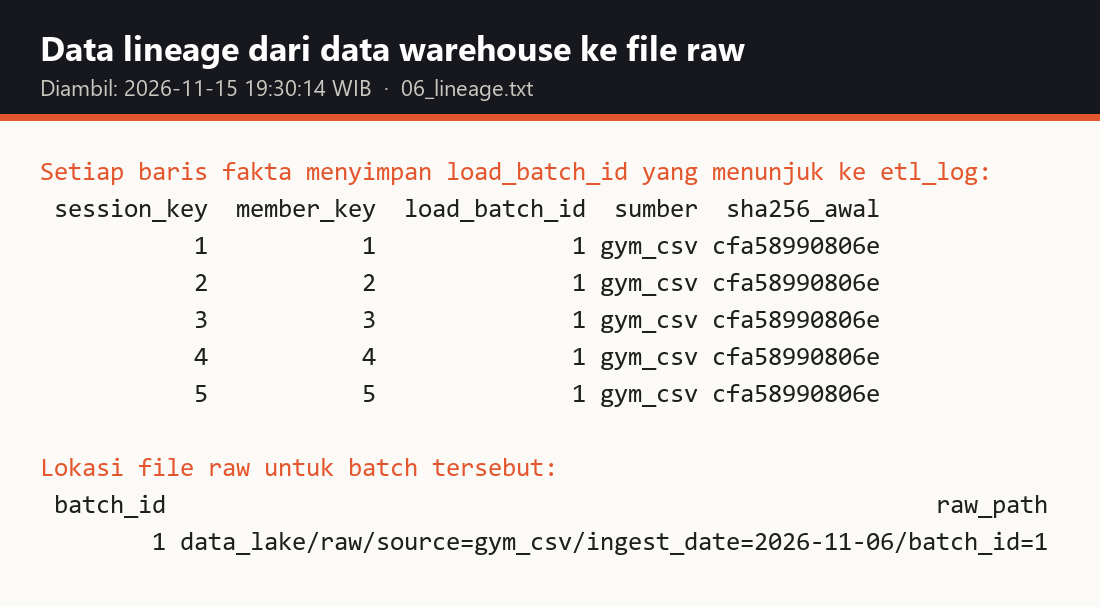 Data lineage dari data warehouse ke file raw
Diambil: 2026-11-15 19:30:14 WIB · 06_lineage.txt
Setiap baris fakta menyimpan load_batch_id yang menunjuk ke etl_log:
session_key member_key load_batch_id sumber sha256_awal
1 1 1 gym_csv cfa58990806e
2 2 1 gym_csv cfa58990806e
3 3 1 gym_csv cfa58990806e
4 4 1 gym_csv cfa58990806e
5 5 1 gym_csv cfa58990806e
Lokasi file raw untuk batch tersebut:
batch_id raw_path
1 data_lake/raw/source=gym_csv/ingest_date=2026-11-06/batch_id=1